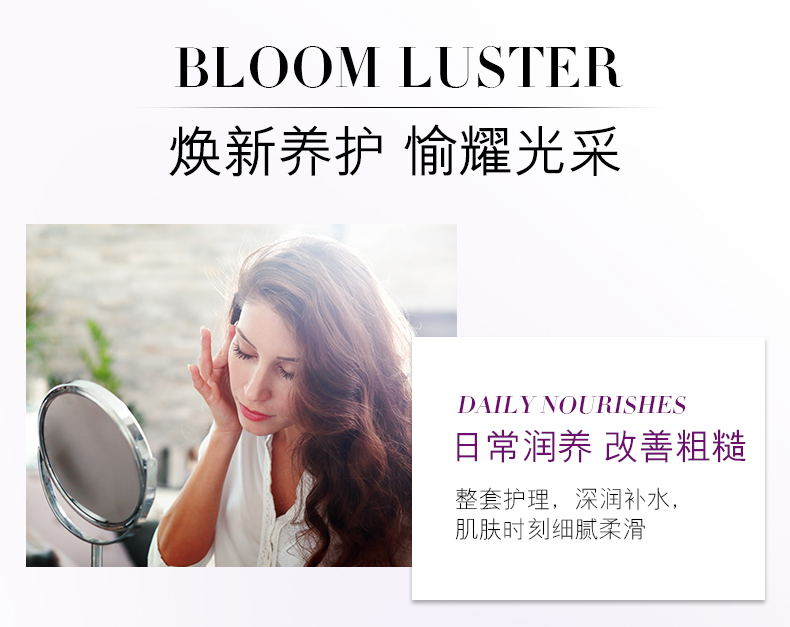 BLOOM LUSTER
焕新养护 愉耀光采
DAILY NOURISHES
日常润养 改善粗糙
整套护理，深润补水，
肌肤时刻细腻柔滑